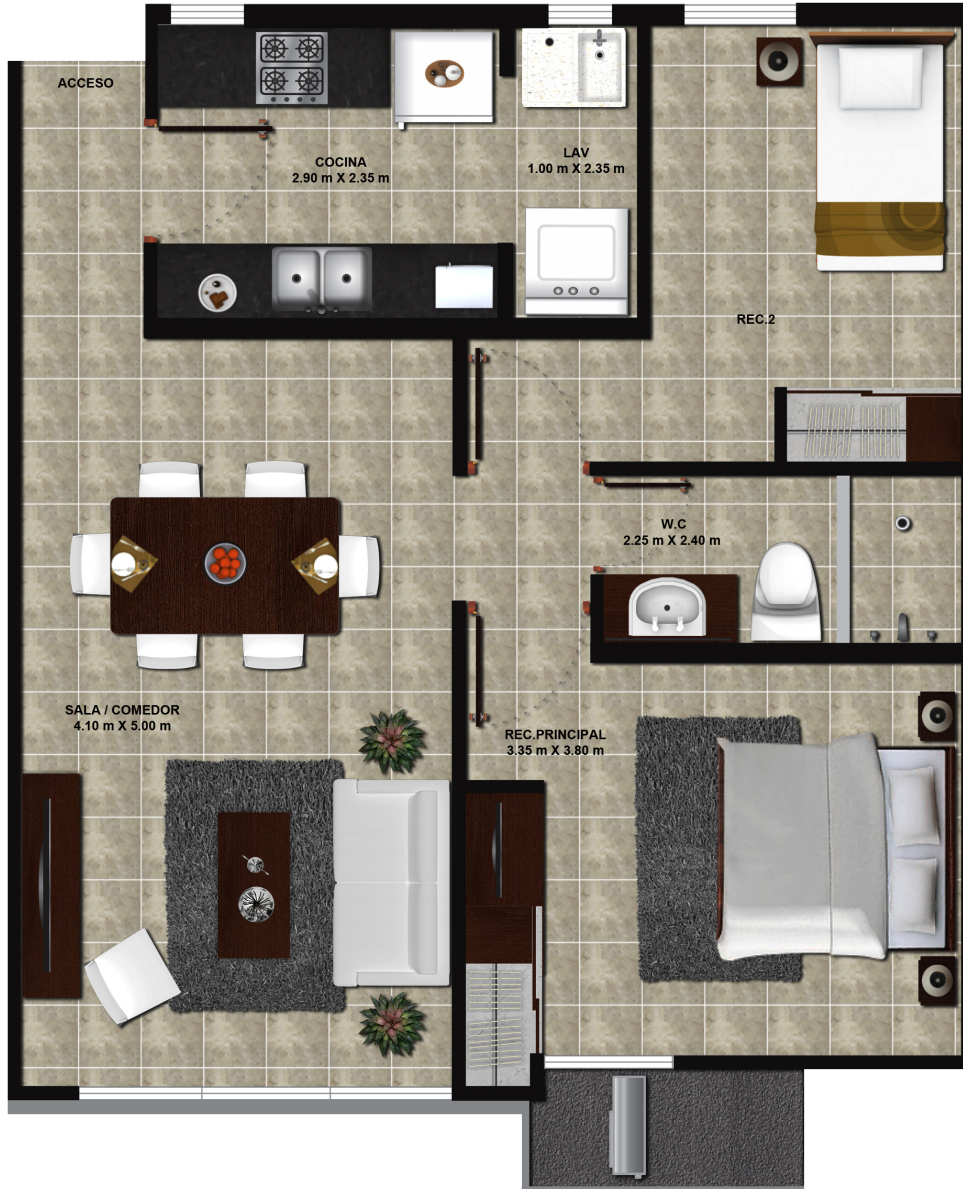 ACCESO
COCINA
2.90 m X 2.35 m
LAV
1.00 m X 2.35 m
REC.2
W.C
2.25 m X 2.40 m
SALA / COMEDOR
4.10 m X 5.00 m
REC.PRINCIPAL
3.35 m X 3.80 m